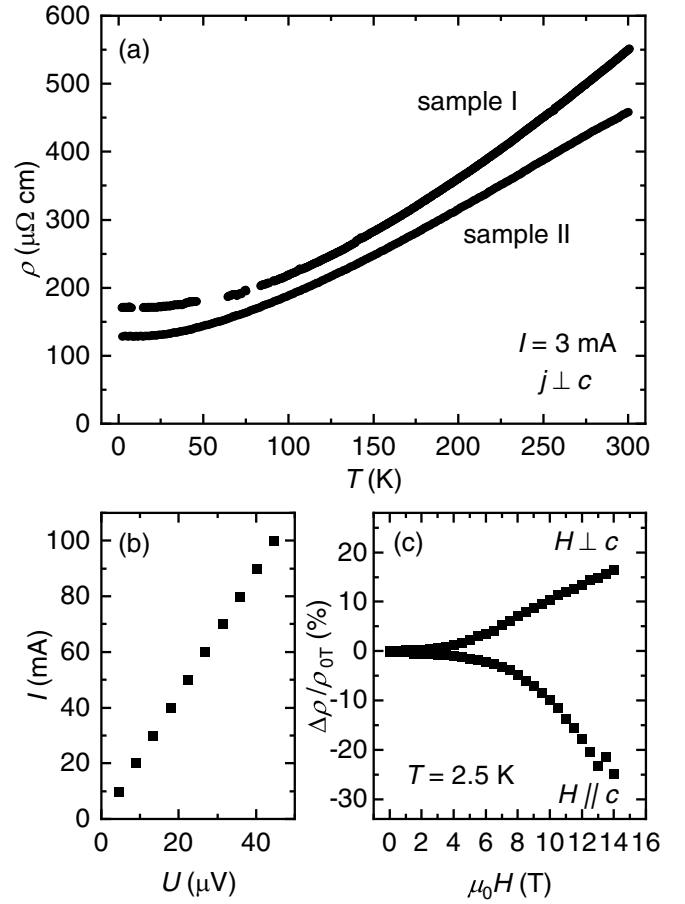 600
(a)
500
sample I
400
300
ρ (μΩ cm)
sample II
200
100
I = 3 mA
j ⊥ c
0
0 50 100 150 200 250 300
T (K)
100
(b)
80
60
I (mA)
40
20
0
0 20 40
U (μV)
20
(c)
H ⊥ c
10
0
Δρ/ρ0T (%)
-10
-20
T = 2.5 K
-30
H // c
0 2 4 6 8 10 12 14 16
μ0H (T)